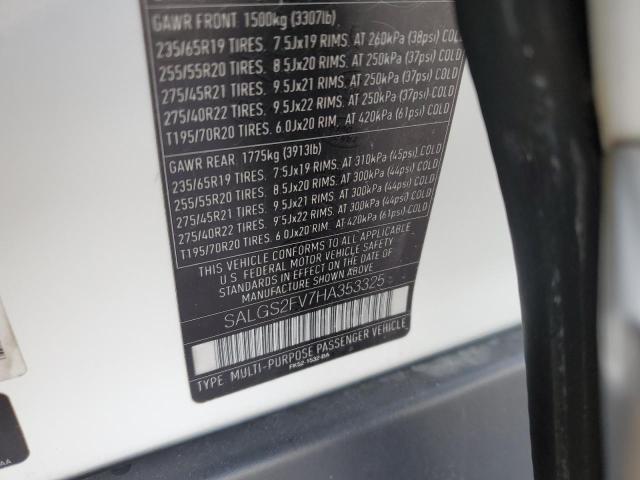 GAWR FRONT 1500kg (3307lb)
235/65R19 TIRES. 7.5Jx19 RIMS. AT 260kPa (38psi) COLD
255/55R20 TIRES. 8.5Jx20 RIMS. AT 250kPa (37psi) COLD
275/45R21 TIRES. 9.5Jx21 RIMS. AT 250kPa (37psi) COLD
275/40R22 TIRES. 9.5Jx22 RIMS. AT 250kPa (37psi) COLD
T195/70R20 TIRES. 6.0Jx20 RIM. AT 420kPa (61psi) COLD
GAWR REAR. 1775kg (3913lb)
235/65R19 TIRES. 7.5Jx19 RIMS. AT 310kPa (45psi) COLD
255/55R20 TIRES. 8.5Jx20 RIMS. AT 300kPa (44psi) COLD
275/45R21 TIRES. 9.5Jx21 RIMS. AT 300kPa (44psi) COLD
275/40R22 TIRES. 9.5Jx22 RIMS. AT 300kPa (44psi) COLD
T195/70R20 TIRES. 6.0Jx20 RIM. AT 420kPa (61psi) COLD
THIS VEHICLE CONFORMS TO ALL APPLICABLE
U.S. FEDERAL MOTOR VEHICLE SAFETY
STANDARDS IN EFFECT ON THE DATE OF
MANUFACTURE SHOWN ABOVE.
SALGS2FV7HA353325
TYPE MULTI-PURPOSE PASSENGER VEHICLE
FK52-1532-BA
AA